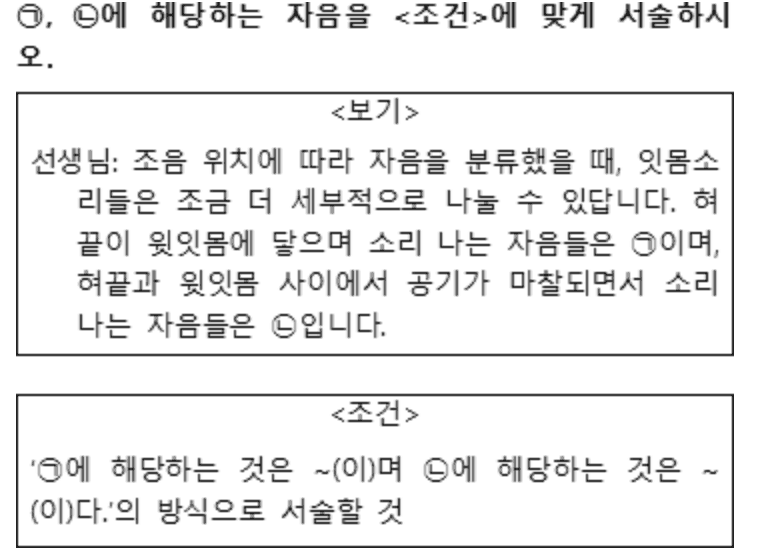 ㉠, ㉡에 해당하는 자음을 <조건>에 맞게 서술하시
오.
<보기>
선생님: 조음 위치에 따라 자음을 분류했을 때, 잇몸소
리들은 조금 더 세부적으로 나눌 수 있답니다. 혀
끝이 윗잇몸에 닿으며 소리 나는 자음들은 ㉠이며,
혀끝과 윗잇몸 사이에서 공기가 마찰되면서 소리
나는 자음들은 ㉡입니다.
<조건>
'㉠에 해당하는 것은 ~(이)며 ㉡에 해당하는 것은 ~
(이)다.'의 방식으로 서술할 것